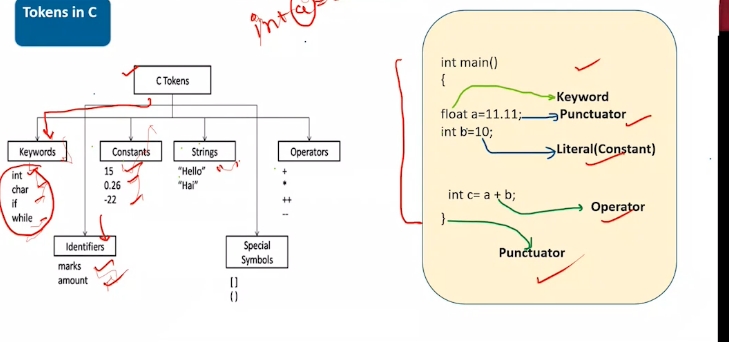 Tokens in C
int a=
C Tokens
Keywords
Constants
Strings
Operators
int
char
if
while
15
0.26
-22
"Hello"
"Hai"
+
*
++
--
Identifiers
Special
Symbols
marks
amount
[]
()
int main()
{
Keyword
float a=11.11;
Punctuator
int b=10;
Literal(Constant)
int c= a + b;
Operator
}
Punctuator